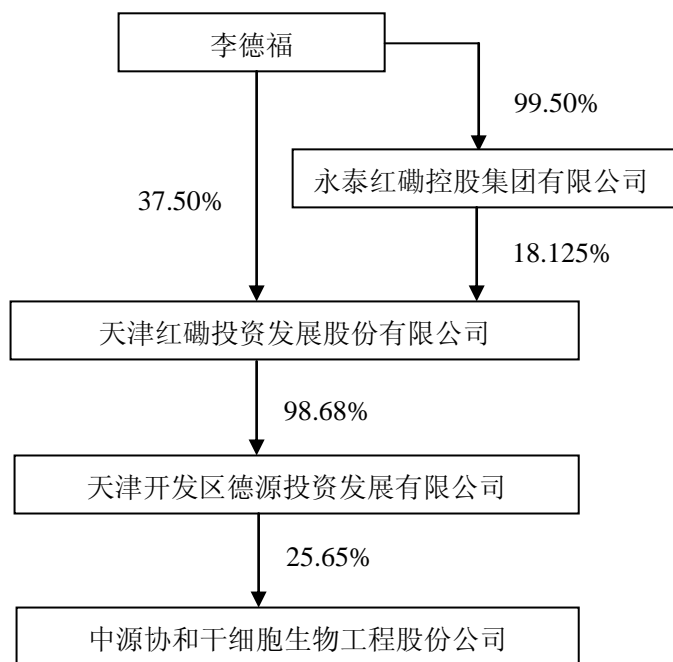 李德福
99.50%
永泰红磡控股集团有限公司
37.50%
18.125%
天津红磡投资发展股份有限公司
98.68%
天津开发区德源投资发展有限公司
25.65%
中源协和干细胞生物工程股份公司